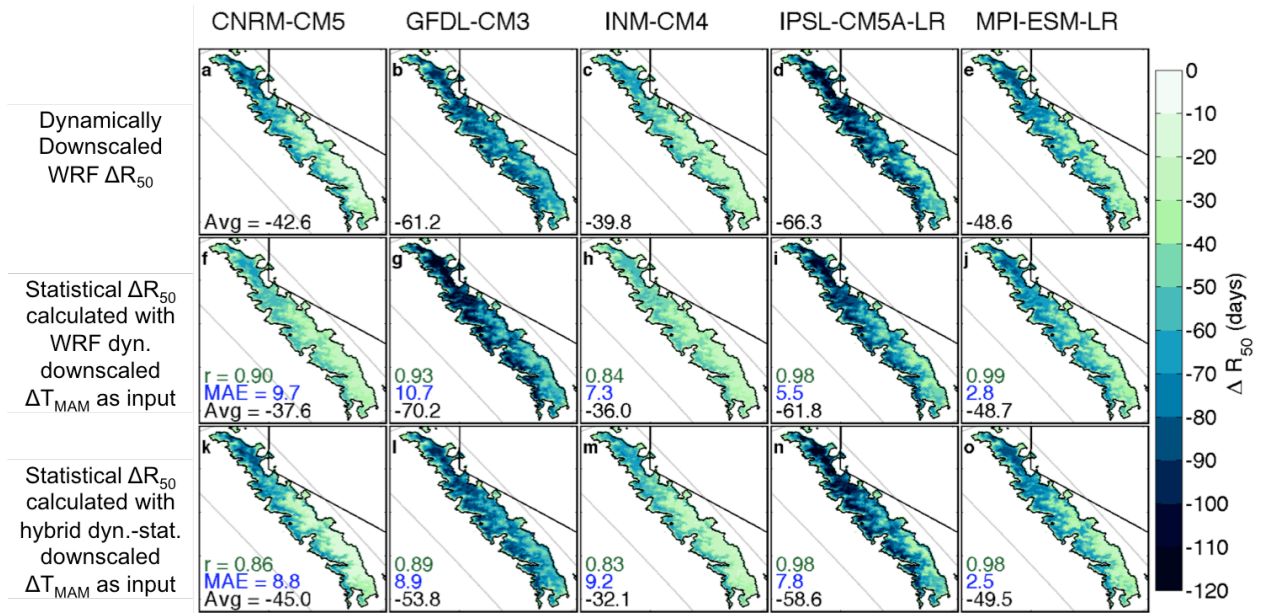 CNRM-CM5 GFDL-CM3 INM-CM4 IPSL-CM5A-LR MPI-ESM-LR
Dynamically
Downscaled
WRF ΔR50
a b c d e
Avg = -42.6 -61.2 -39.8 -66.3 -48.6
Statistical ΔR50
calculated with
WRF dyn.
downscaled
ΔTMAM as input
f g h i j
r = 0.90 0.93 0.84 0.98 0.99
MAE = 9.7 10.7 7.3 5.5 2.8
Avg = -37.6 -70.2 -36.0 -61.8 -48.7
Statistical ΔR50
calculated with
hybrid dyn.-stat.
downscaled
ΔTMAM as input
k l m n o
r = 0.86 0.89 0.83 0.98 0.98
MAE = 8.8 8.9 9.2 7.8 2.5
Avg = -45.0 -53.8 -32.1 -58.6 -49.5
0
-10
-20
-30
-40
-50
-60
-70
-80
-90
-100
-110
-120
Δ R50 (days)